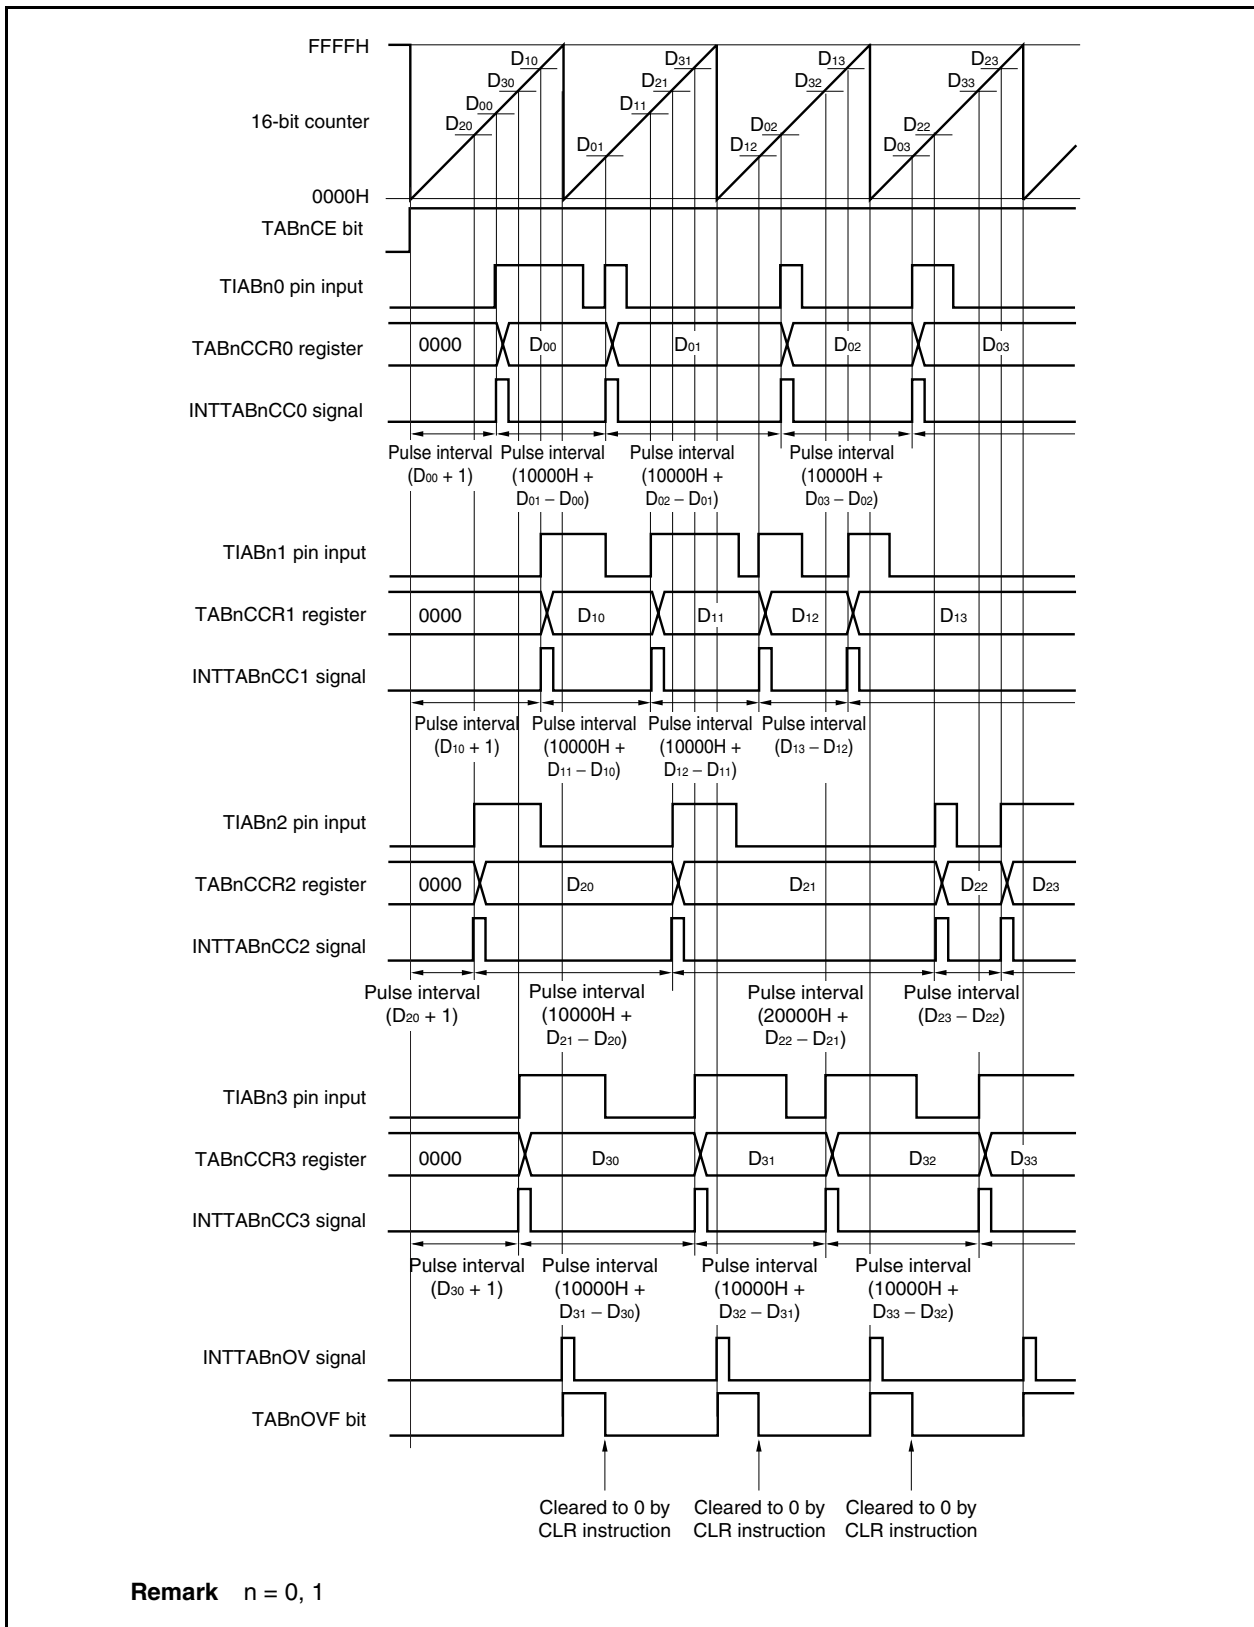 FFFFH
D10
D31
D13
D23
D30
D21
D32
D33
D00
D11
16-bit counter
D20
D02
D22
D01
D12
D03
0000H
TABnCE bit
TIABn0 pin input
TABnCCR0 register
0000
D00
D01
D02
D03
INTTABnCC0 signal
Pulse interval
(D00 + 1)
Pulse interval
(10000H +
D01 – D00)
Pulse interval
(10000H +
D02 – D01)
Pulse interval
(10000H +
D03 – D02)
TIABn1 pin input
TABnCCR1 register
0000
D10
D11
D12
D13
INTTABnCC1 signal
Pulse interval
(D10 + 1)
Pulse interval
(10000H +
D11 – D10)
Pulse interval
(10000H +
D12 – D11)
Pulse interval
(D13 – D12)
TIABn2 pin input
TABnCCR2 register
0000
D20
D21
D22
D23
INTTABnCC2 signal
Pulse interval
(D20 + 1)
Pulse interval
(10000H +
D21 – D20)
Pulse interval
(20000H +
D22 – D21)
Pulse interval
(D23 – D22)
TIABn3 pin input
TABnCCR3 register
0000
D30
D31
D32
D33
INTTABnCC3 signal
Pulse interval
(D30 + 1)
Pulse interval
(10000H +
D31 – D30)
Pulse interval
(10000H +
D32 – D31)
Pulse interval
(10000H +
D33 – D32)
INTTABnOV signal
TABnOVF bit
Cleared to 0 by
CLR instruction
Cleared to 0 by
CLR instruction
Cleared to 0 by
CLR instruction
Remark n = 0, 1